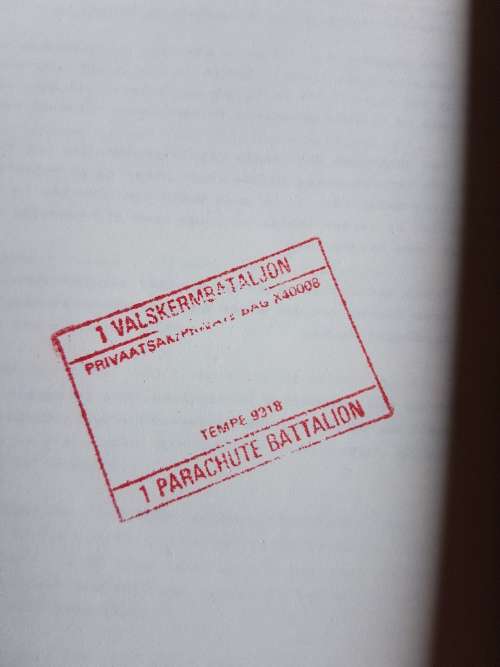 1 VALSKERMBATALJON
PRIVAATSAK/PRIVATE BAG X40008
TEMPE 9318
1 PARACHUTE BATTALION